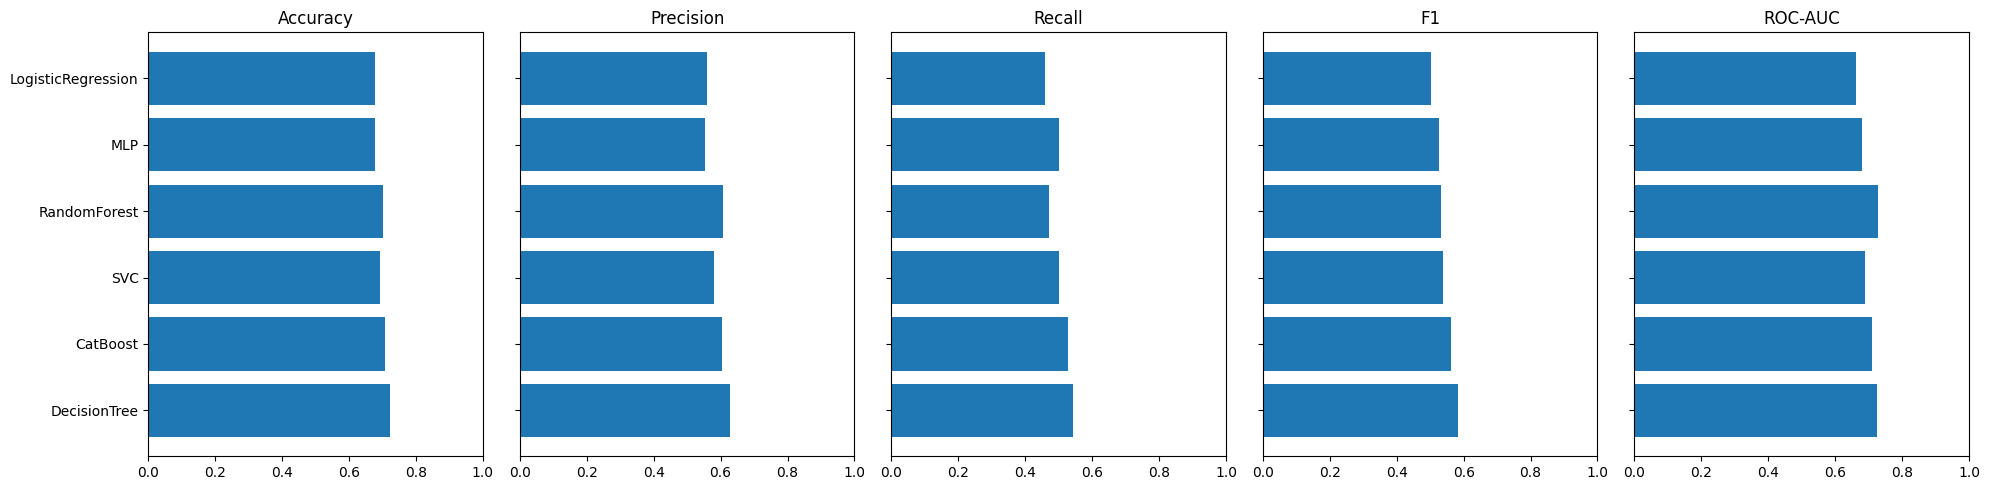 Accuracy Precision Recall F1 ROC-AUC
LogisticRegression
MLP
RandomForest
SVC
CatBoost
DecisionTree
0.0 0.2 0.4 0.6 0.8 1.0 0.0 0.2 0.4 0.6 0.8 1.0 0.0 0.2 0.4 0.6 0.8 1.0 0.0 0.2 0.4 0.6 0.8 1.0 0.0 0.2 0.4 0.6 0.8 1.0